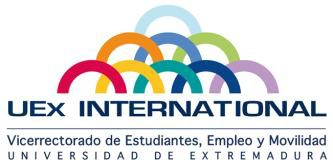 UEX INTERNATIONAL
Vicerrectorado de Estudiantes, Empleo y Movilidad
UNIVERSIDAD DE EXTREMADURA